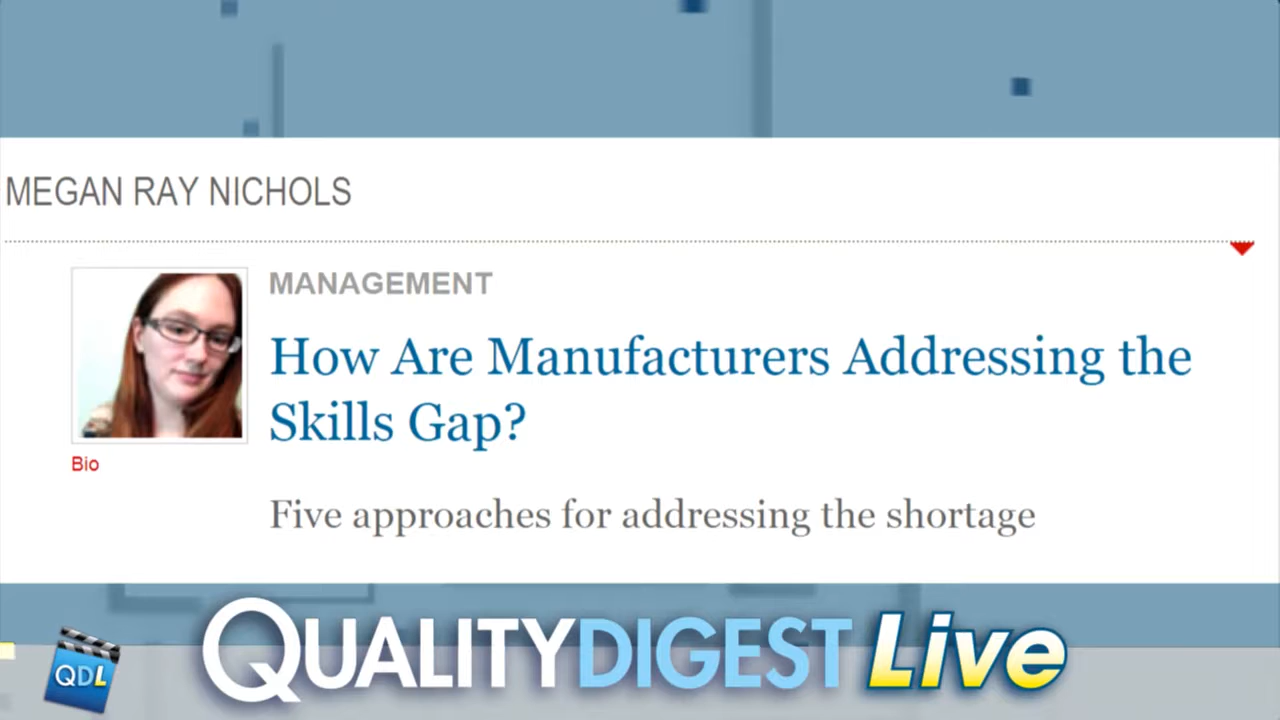 MEGAN RAY NICHOLS
MANAGEMENT
How Are Manufacturers Addressing the
Skills Gap?
Bio
Five approaches for addressing the shortage
QDL
QUALITYDIGEST Live